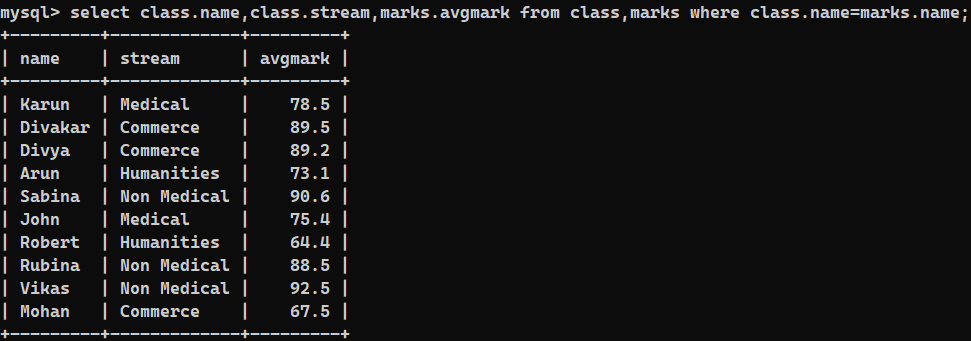 mysql> select class.name,class.stream,marks.avgmark from class,marks where class.name=marks.name;
+---------+-------------+---------+
| name    | stream      | avgmark |
+---------+-------------+---------+
| Karun   | Medical     |    78.5 |
| Divakar | Commerce    |    89.5 |
| Divya   | Commerce    |    89.2 |
| Arun    | Humanities  |    73.1 |
| Sabina  | Non Medical |    90.6 |
| John    | Medical     |    75.4 |
| Robert  | Humanities  |    64.4 |
| Rubina  | Non Medical |    88.5 |
| Vikas   | Non Medical |    92.5 |
| Mohan   | Commerce    |    67.5 |
+---------+-------------+---------+